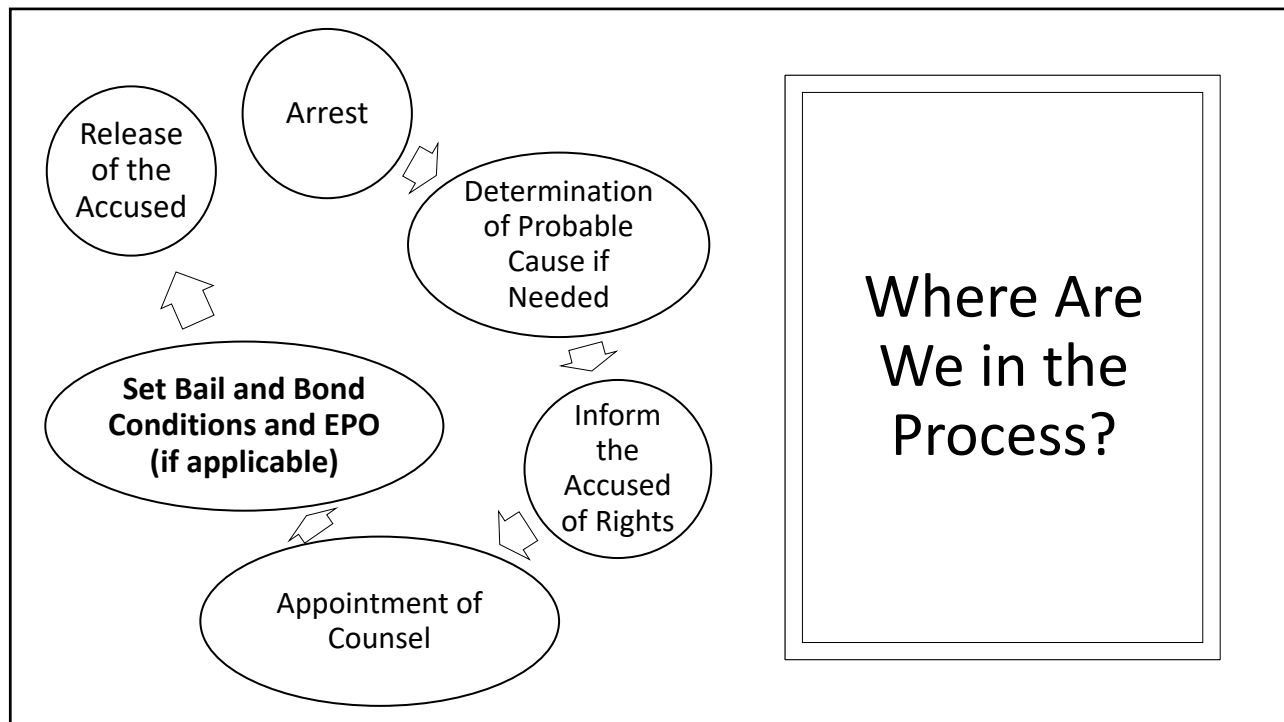 Arrest
Determination
of Probable
Cause if
Needed
Inform
the
Accused
of Rights
Appointment of
Counsel
Set Bail and Bond
Conditions and EPO
(if applicable)
Release
of the
Accused
Where Are
We in the
Process?